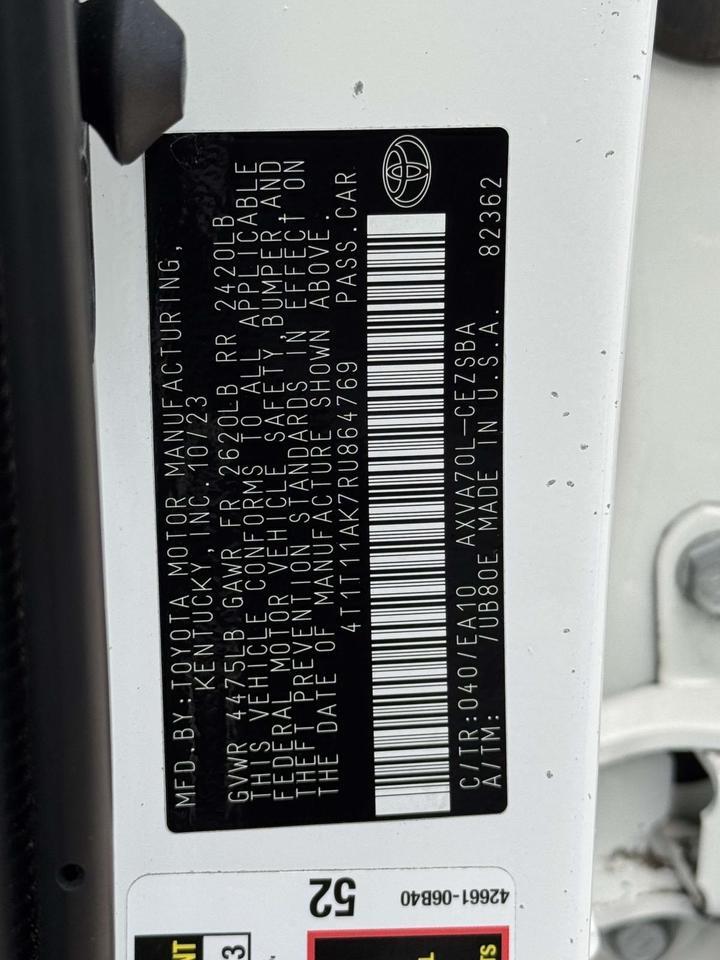 MFD.BY:TOYOTA MOTOR MANUFACTURING,
KENTUCKY, INC. 10/23
GVWR 4475LB GAWR FR 2620LB RR 2420LB
THIS VEHICLE CONFORMS TO ALL APPLICABLE
FEDERAL MOTOR VEHICLE SAFETY, BUMPER, AND
THEFT PREVENTION STANDARDS IN EFFECT ON
THE DATE OF MANUFACTURE SHOWN ABOVE.
4T1T11AK7RU864769 PASS.CAR
C/TR:040/EA10 AXVA70L-CEZSBA
A/TM: /UB80E MADE IN U.S.A. 82362
52
42661-06B40
3